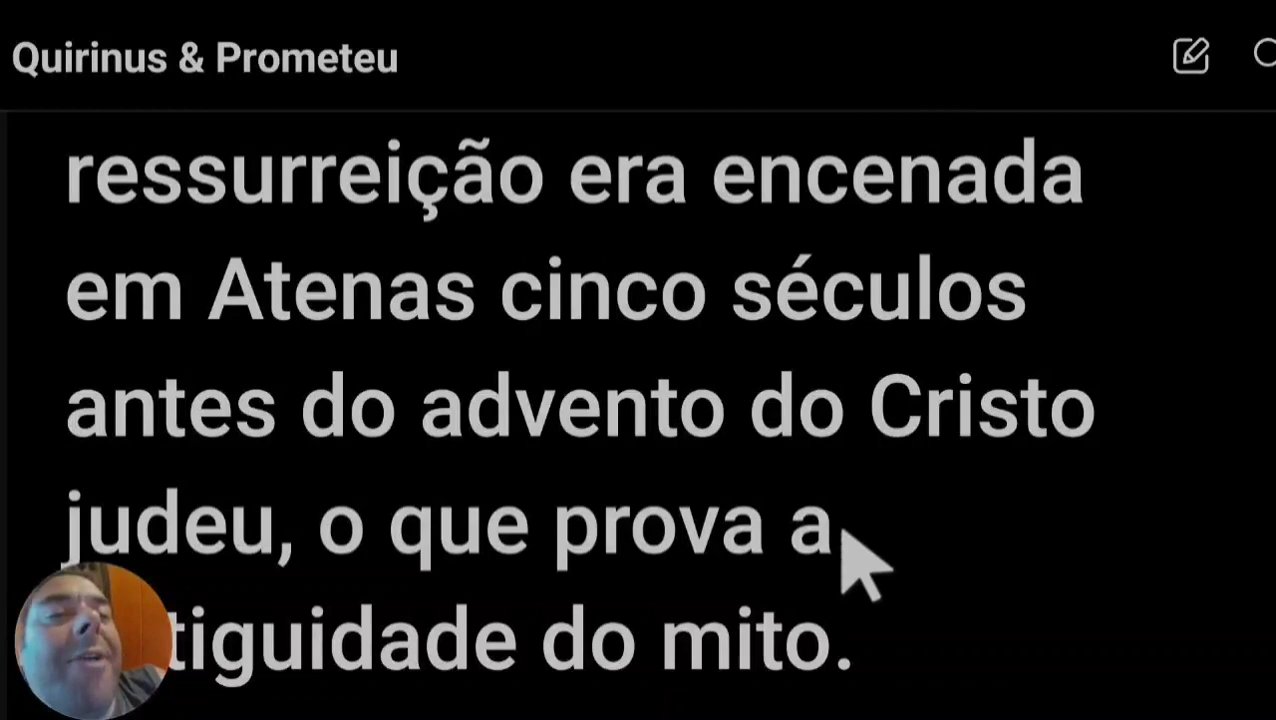 Quirinus & Prometeu
ressurreição era encenada
em Atenas cinco séculos
antes do advento do Cristo
judeu, o que prova a
tiguidade do mito.